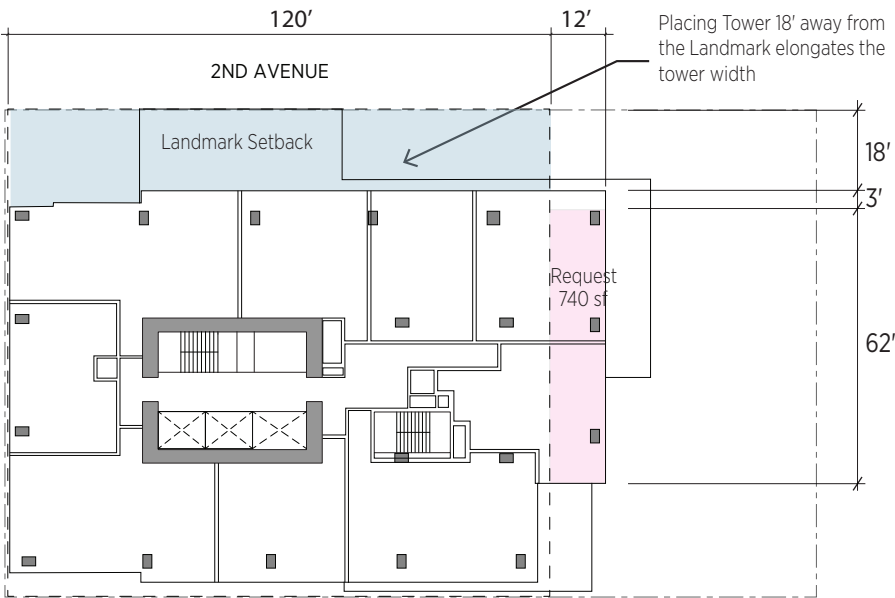 120'
12'
Placing Tower 18' away from
the Landmark elongates the
tower width
2ND AVENUE
Landmark Setback
18'
3'
Request
740 sf
62'